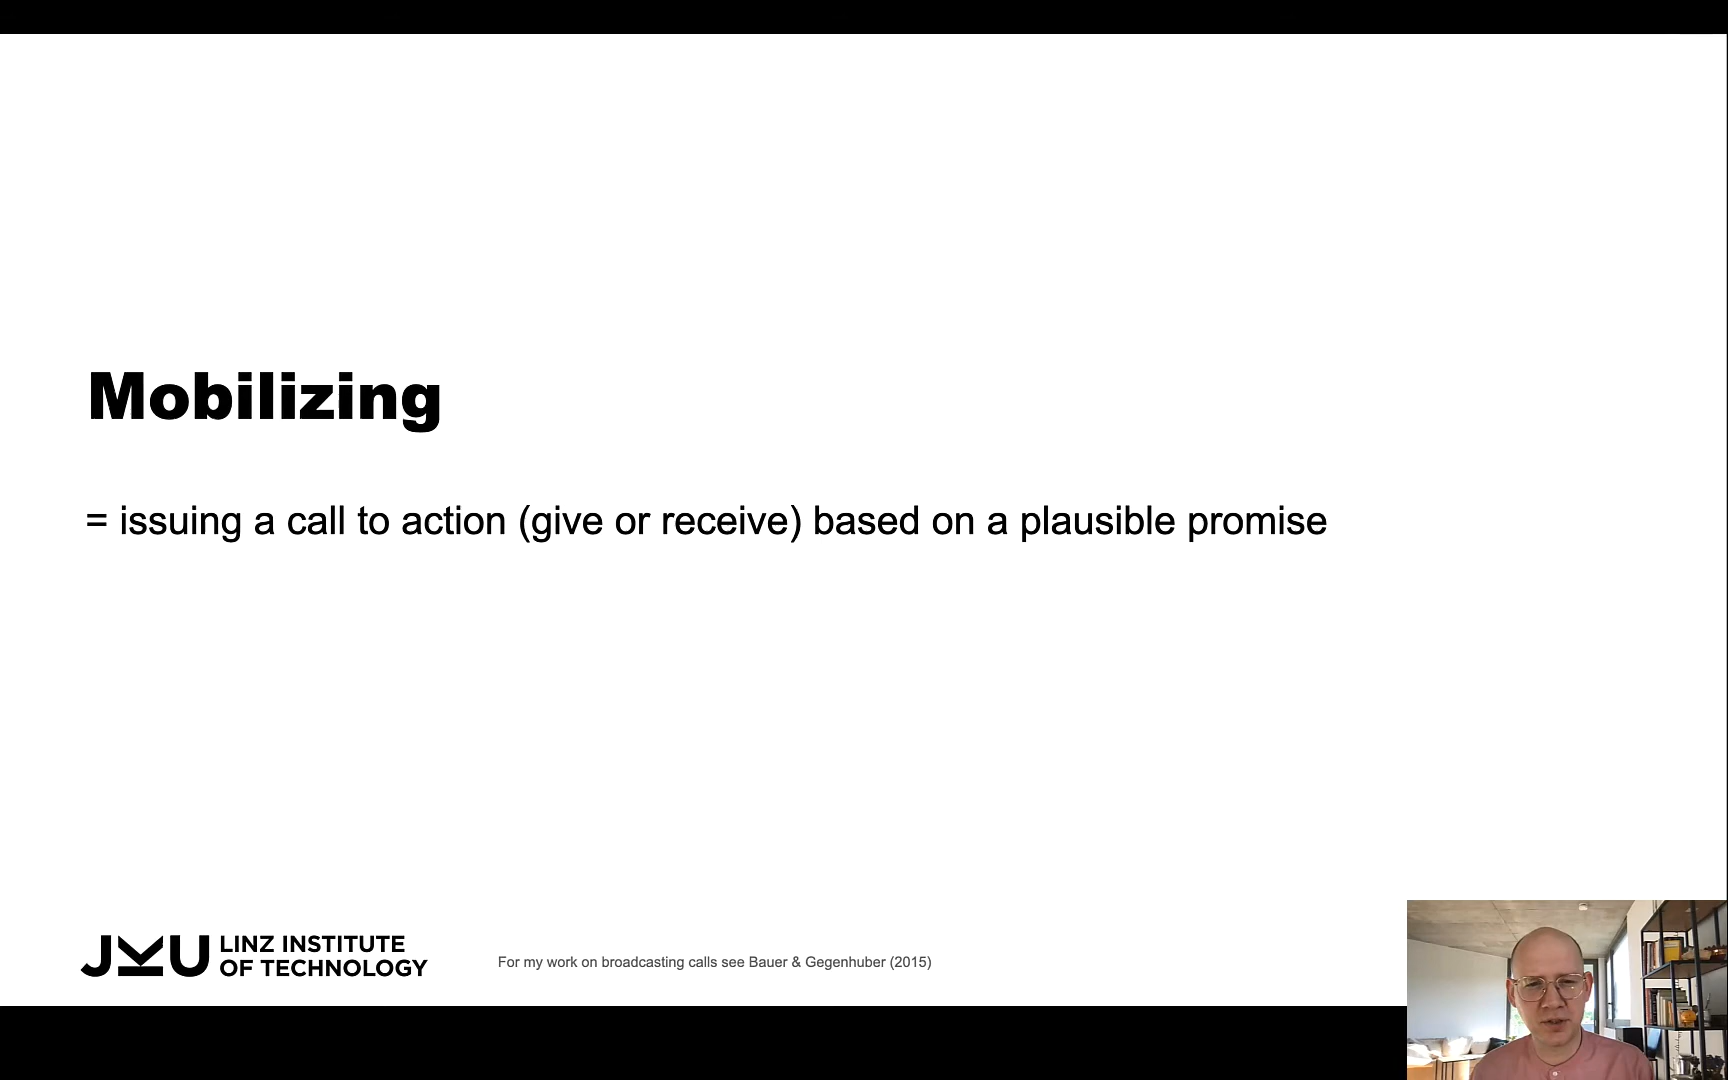 Mobilizing
= issuing a call to action (give or receive) based on a plausible promise
JKU LINZ INSTITUTE
OF TECHNOLOGY
For my work on broadcasting calls see Bauer & Gegenhuber (2015)